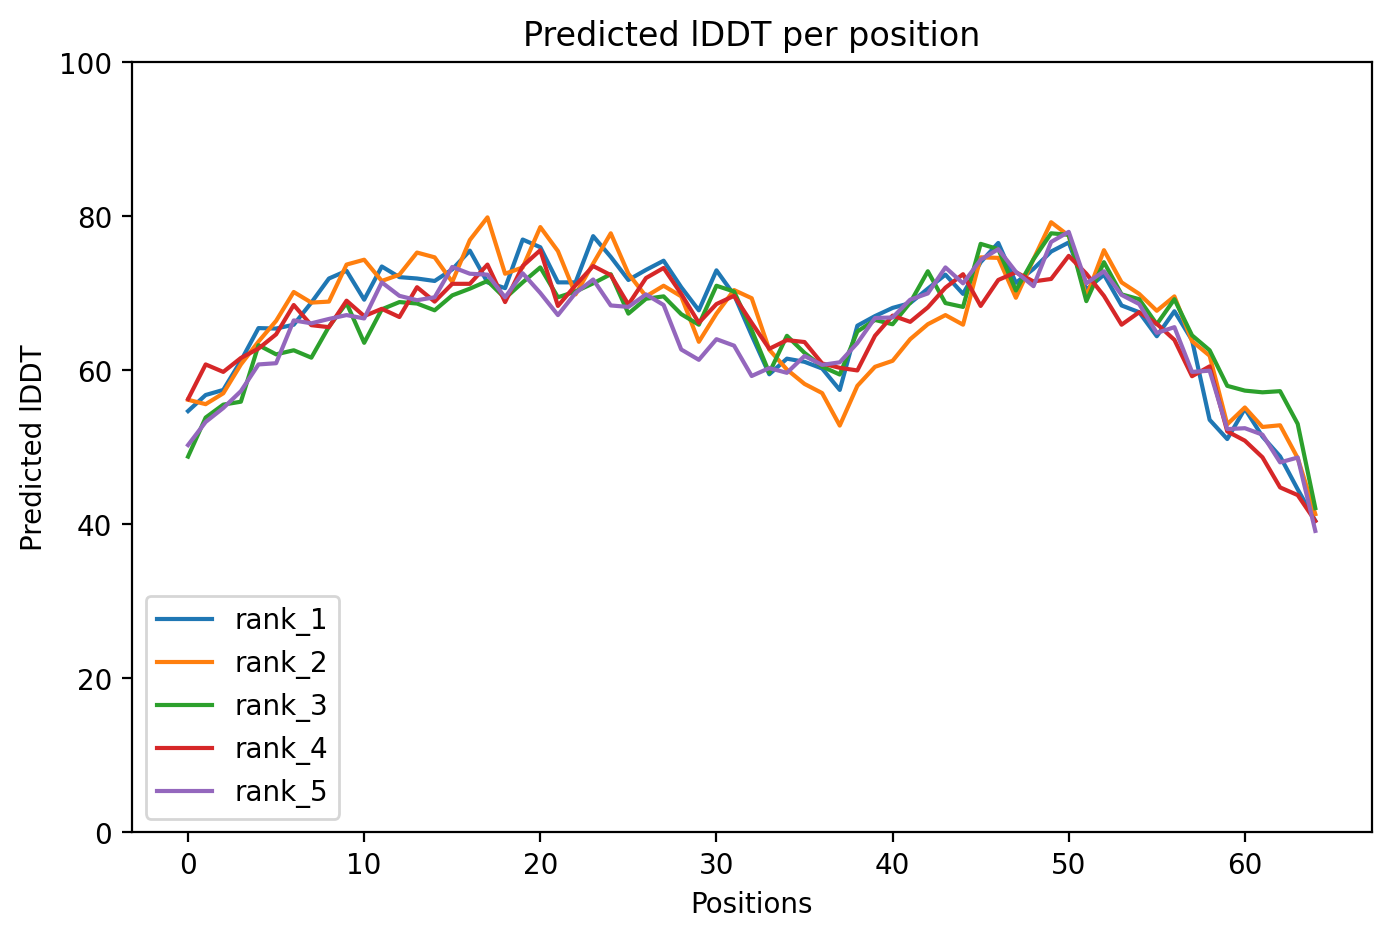 Predicted lDDT per position
100
80
60
40
20
0
Predicted lDDT
rank_1
rank_2
rank_3
rank_4
rank_5
0 10 20 30 40 50 60
Positions